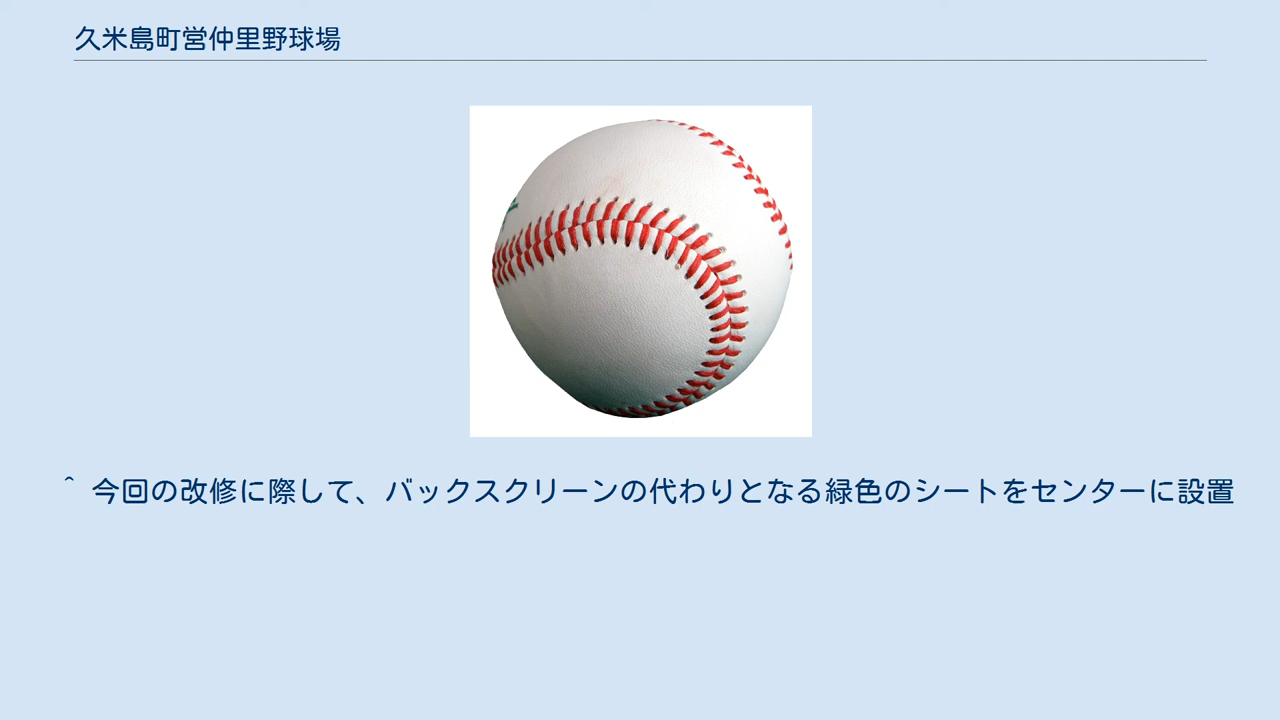 久米島町営仲里野球場
^ 今回の改修に際して、バックスクリーンの代わりとなる緑色のシートをセンターに設置